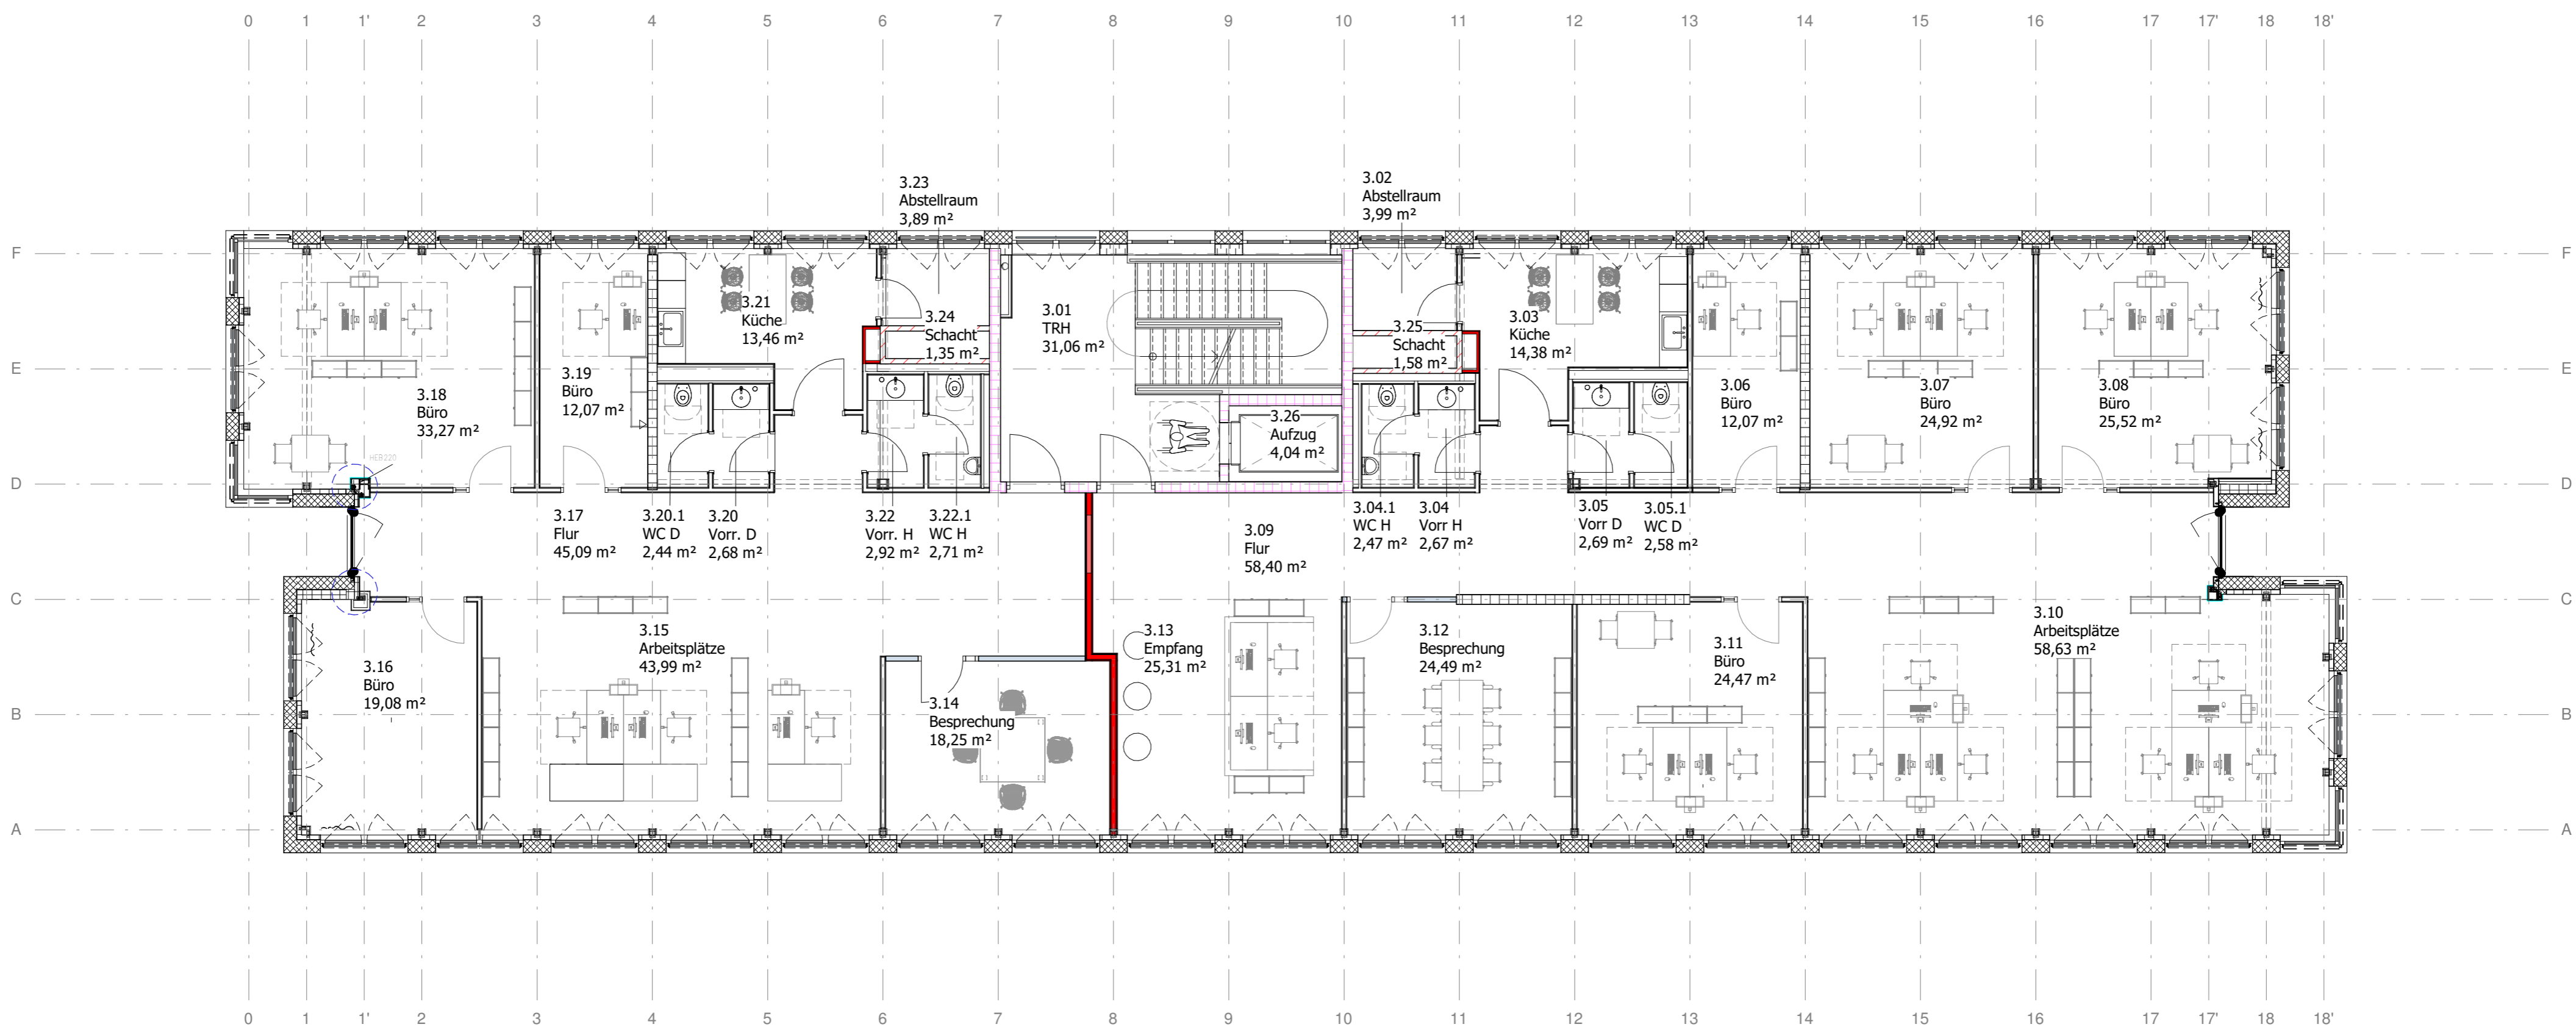 0 1 1' 2 3 4 5 6 7 8 9 10 11 12 13 14 15 16 17 17' 18 18'
3.23
Abstellraum
3,89 m²
3.02
Abstellraum
3,99 m²
F F
3.21
Küche
13,46 m²
3.24
Schacht
1,35 m²
3.01
TRH
31,06 m²
3.25
Schacht
1,58 m²
3.03
Küche
14,38 m²
E E
3.18
Büro
33,27 m²
3.19
Büro
12,07 m²
3.26
Aufzug
4,04 m²
3.06
Büro
12,07 m²
3.07
Büro
24,92 m²
3.08
Büro
25,52 m²
HEB 220
D D
3.17
Flur
45,09 m²
3.20.1
WC D
2,44 m²
3.20
Vorr. D
2,68 m²
3.22
Vorr. H
2,92 m²
3.22.1
WC H
2,71 m²
3.09
Flur
58,40 m²
3.04.1
WC H
2,47 m²
3.04
Vorr H
2,67 m²
3.05
Vorr D
2,69 m²
3.05.1
WC D
2,58 m²
C C
3.16
Büro
19,08 m²
3.15
Arbeitsplätze
43,99 m²
3.14
Besprechung
18,25 m²
3.13
Empfang
25,31 m²
3.12
Besprechung
24,49 m²
3.11
Büro
24,47 m²
3.10
Arbeitsplätze
58,63 m²
B B
A A
0 1 1' 2 3 4 5 6 7 8 9 10 11 12 13 14 15 16 17 17' 18 18'